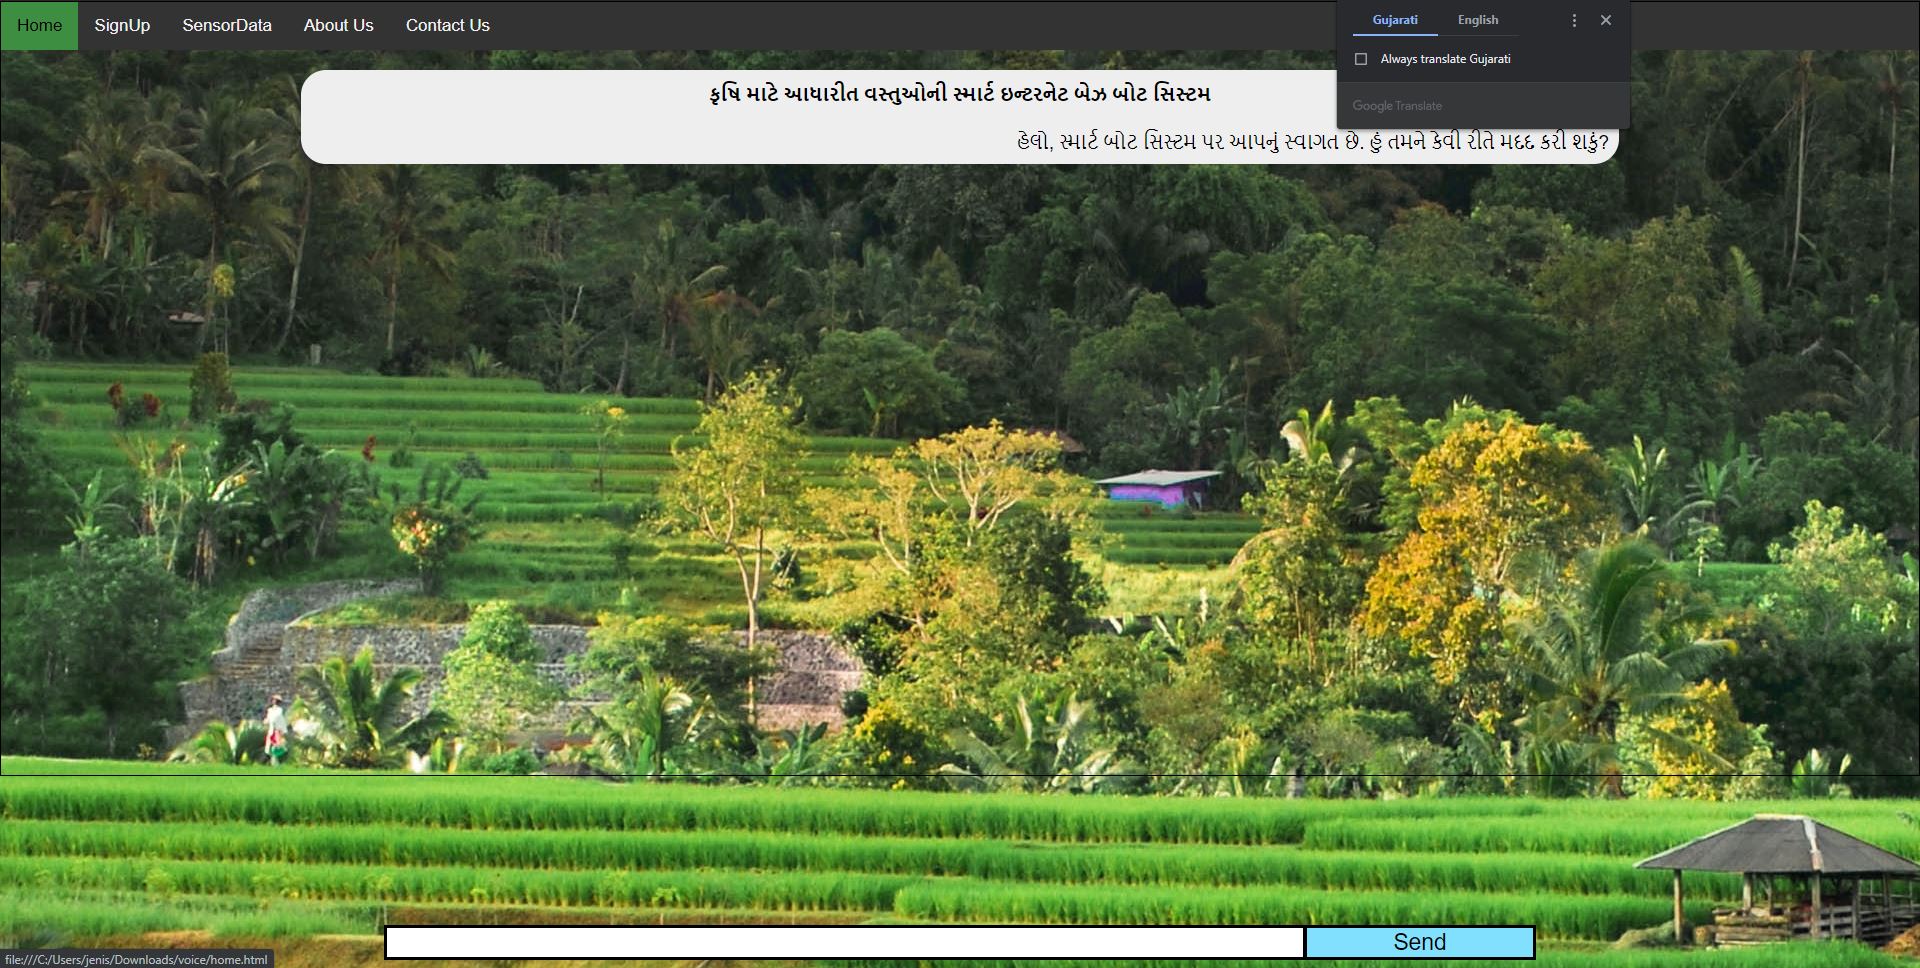 Home SignUp SensorData About Us Contact Us
Gujarati English
Always translate Gujarati
Google Translate
કૃષિ માટે આધારીત વસ્તુઓની સ્માર્ટ ઇન્ટરનેટ બેઝ બોટ સિસ્ટમ
હેલો, સ્માર્ટ બોટ સિસ્ટમ પર આપનું સ્વાગત છે. હું તમને કેવી રીતે મદદ કરી શકું?
Send
file:///C:/Users/jenis/Downloads/voice/home.html